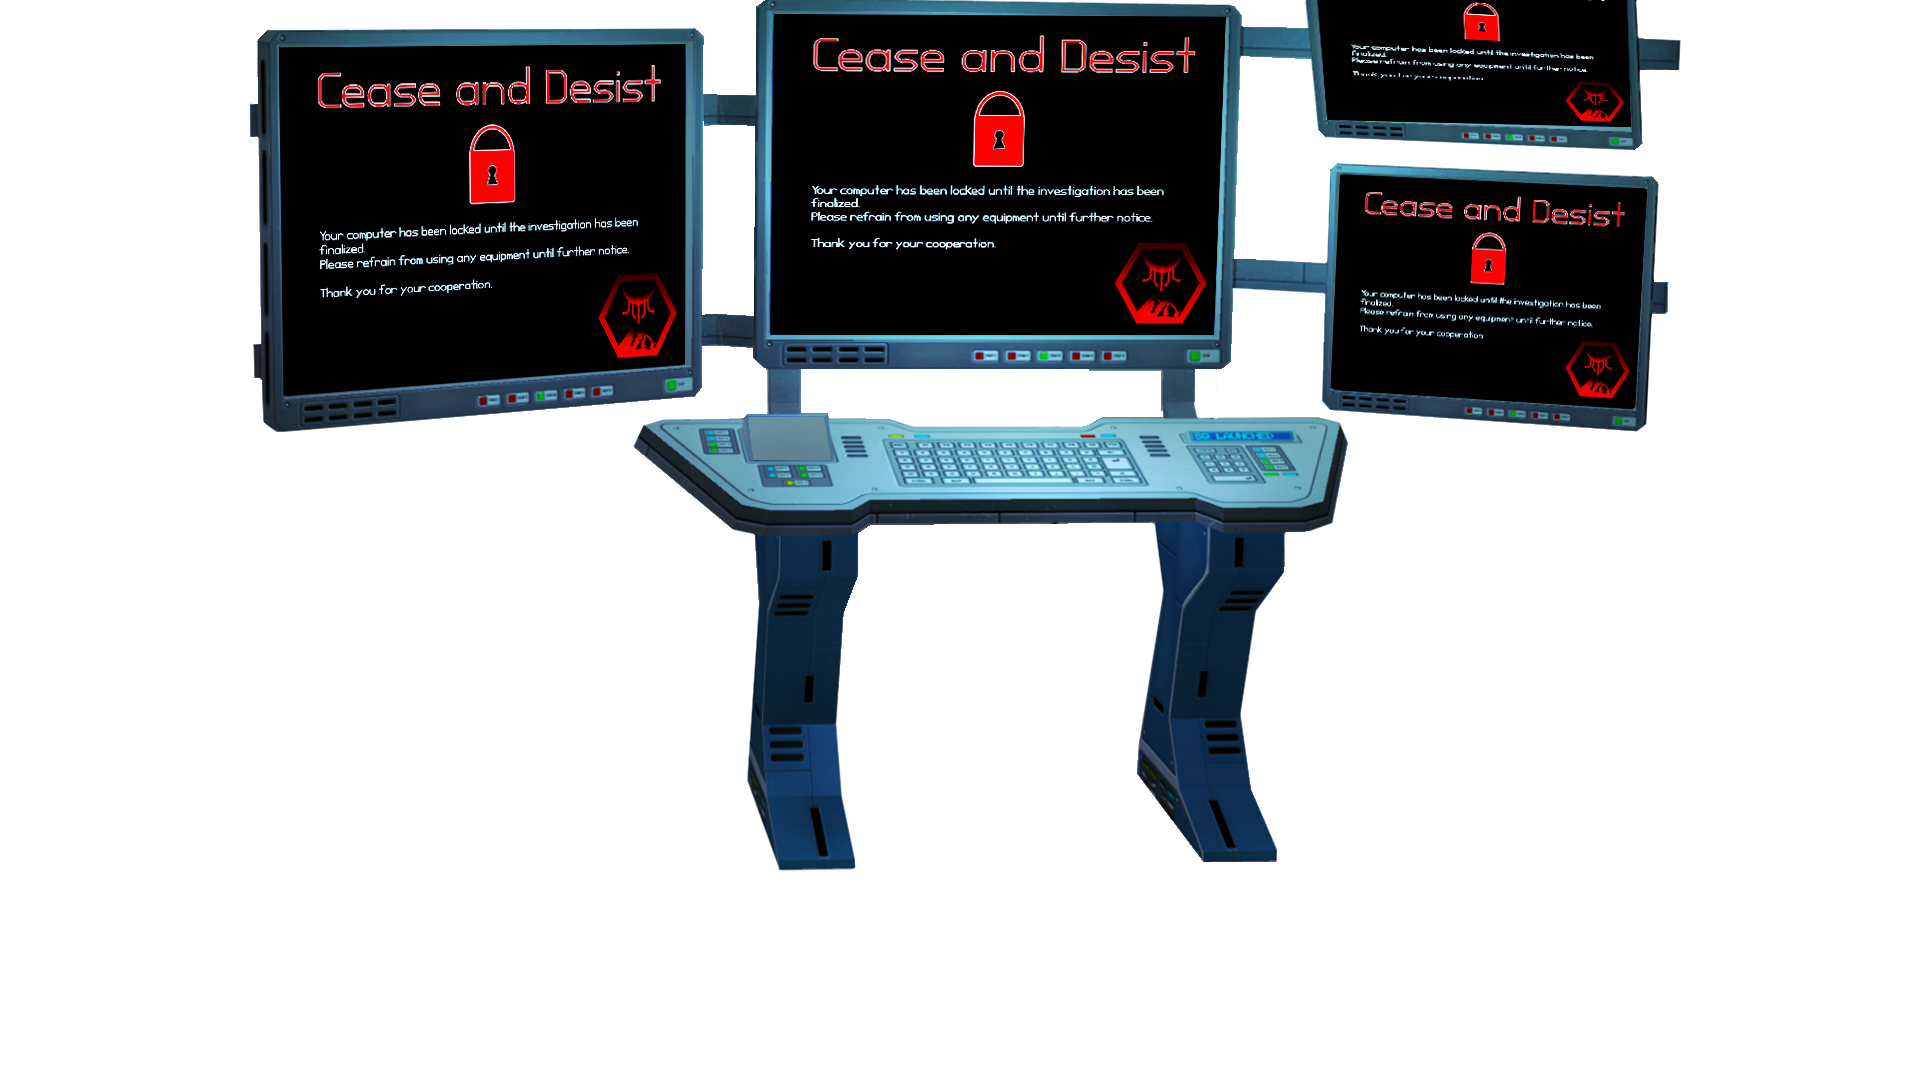 Cease and Desist
Your computer has been locked until the investigation has been
finalized.
Please refrain from using any equipment until further notice.
Thank you for your cooperation.
Cease and Desist
Your computer has been locked until the investigation has been
finalized.
Please refrain from using any equipment until further notice.
Thank you for your cooperation.
Your computer has been locked until the investigation has been
finalized.
Please refrain from using any equipment until further notice.
Thank you for your cooperation.
Cease and Desist
Your computer has been locked until the investigation has been
finalized.
Please refrain from using any equipment until further notice.
Thank you for your cooperation.
LAUNCHED